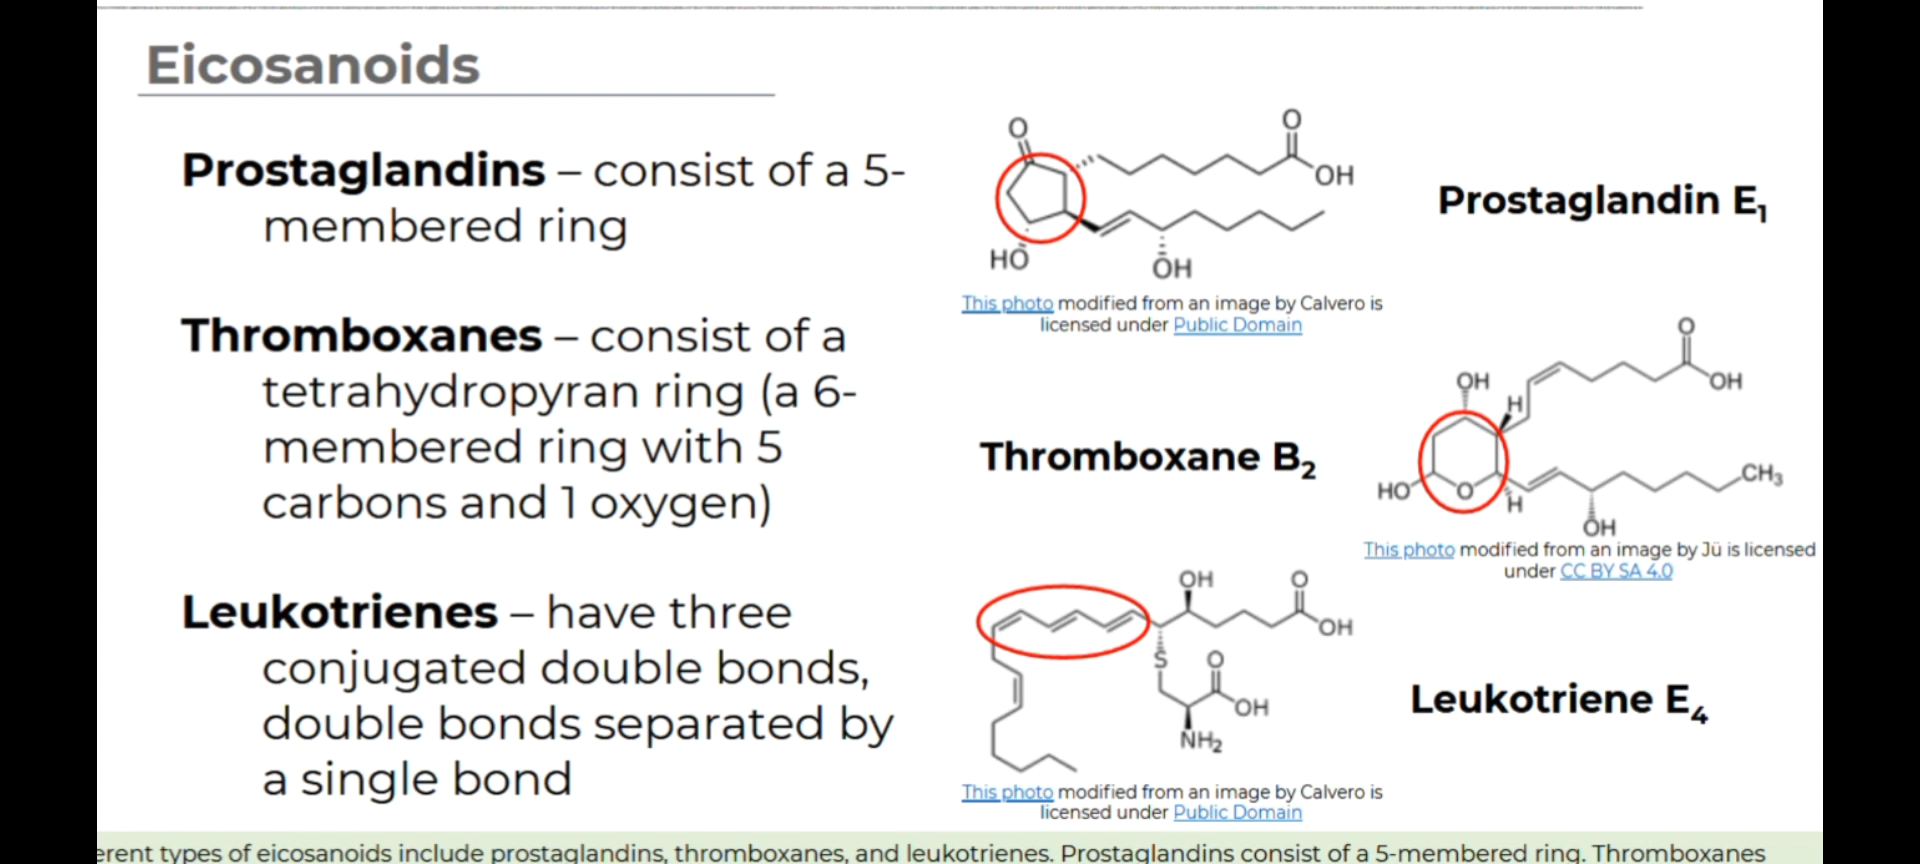 Eicosanoids
Prostaglandins – consist of a 5-
membered ring
Thromboxanes – consist of a
tetrahydropyran ring (a 6-
membered ring with 5
carbons and 1 oxygen)
Leukotrienes – have three
conjugated double bonds,
double bonds separated by
a single bond
O
O
OH
HO
OH
Prostaglandin E₁
This photo modified from an image by Calvero is
licensed under Public Domain
O
OH
OH
H
HO
O
H
CH₃
OH
Thromboxane B₂
This photo modified from an image by Jü is licensed
under CC BY SA 4.0
OH
O
OH
S
O
OH
NH₂
Leukotriene E₄
This photo modified from an image by Calvero is
licensed under Public Domain
erent types of eicosanoids include prostaglandins, thromboxanes, and leukotrienes. Prostaglandins consist of a 5-membered ring. Thromboxanes